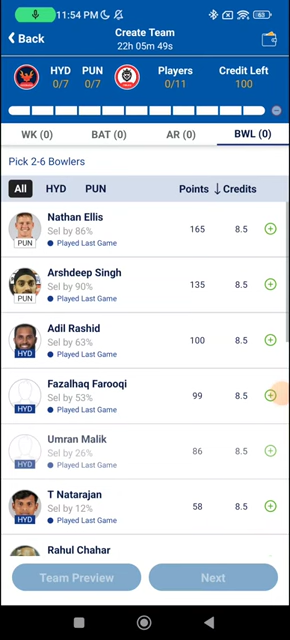 11:54 PM
63
Back
Create Team
22h 05m 49s
HYD PUN Players Credit Left
0/7 0/7 0/11 100
WK (0) BAT (0) AR (0) BWL (0)
Pick 2-6 Bowlers
All HYD PUN Points ↓ Credits
Nathan Ellis
Sel by 86%
165 8.5
PUN
Played Last Game
Arshdeep Singh
Sel by 90%
135 8.5
PUN
Played Last Game
Adil Rashid
Sel by 63%
100 8.5
HYD
Played Last Game
Fazalhaq Farooqi
Sel by 53%
99 8.5
HYD
Played Last Game
Umran Malik
Sel by 26%
86 8.5
HYD
Played Last Game
T Natarajan
Sel by 12%
58 8.5
HYD
Played Last Game
Rahul Chahar
Team Preview Next